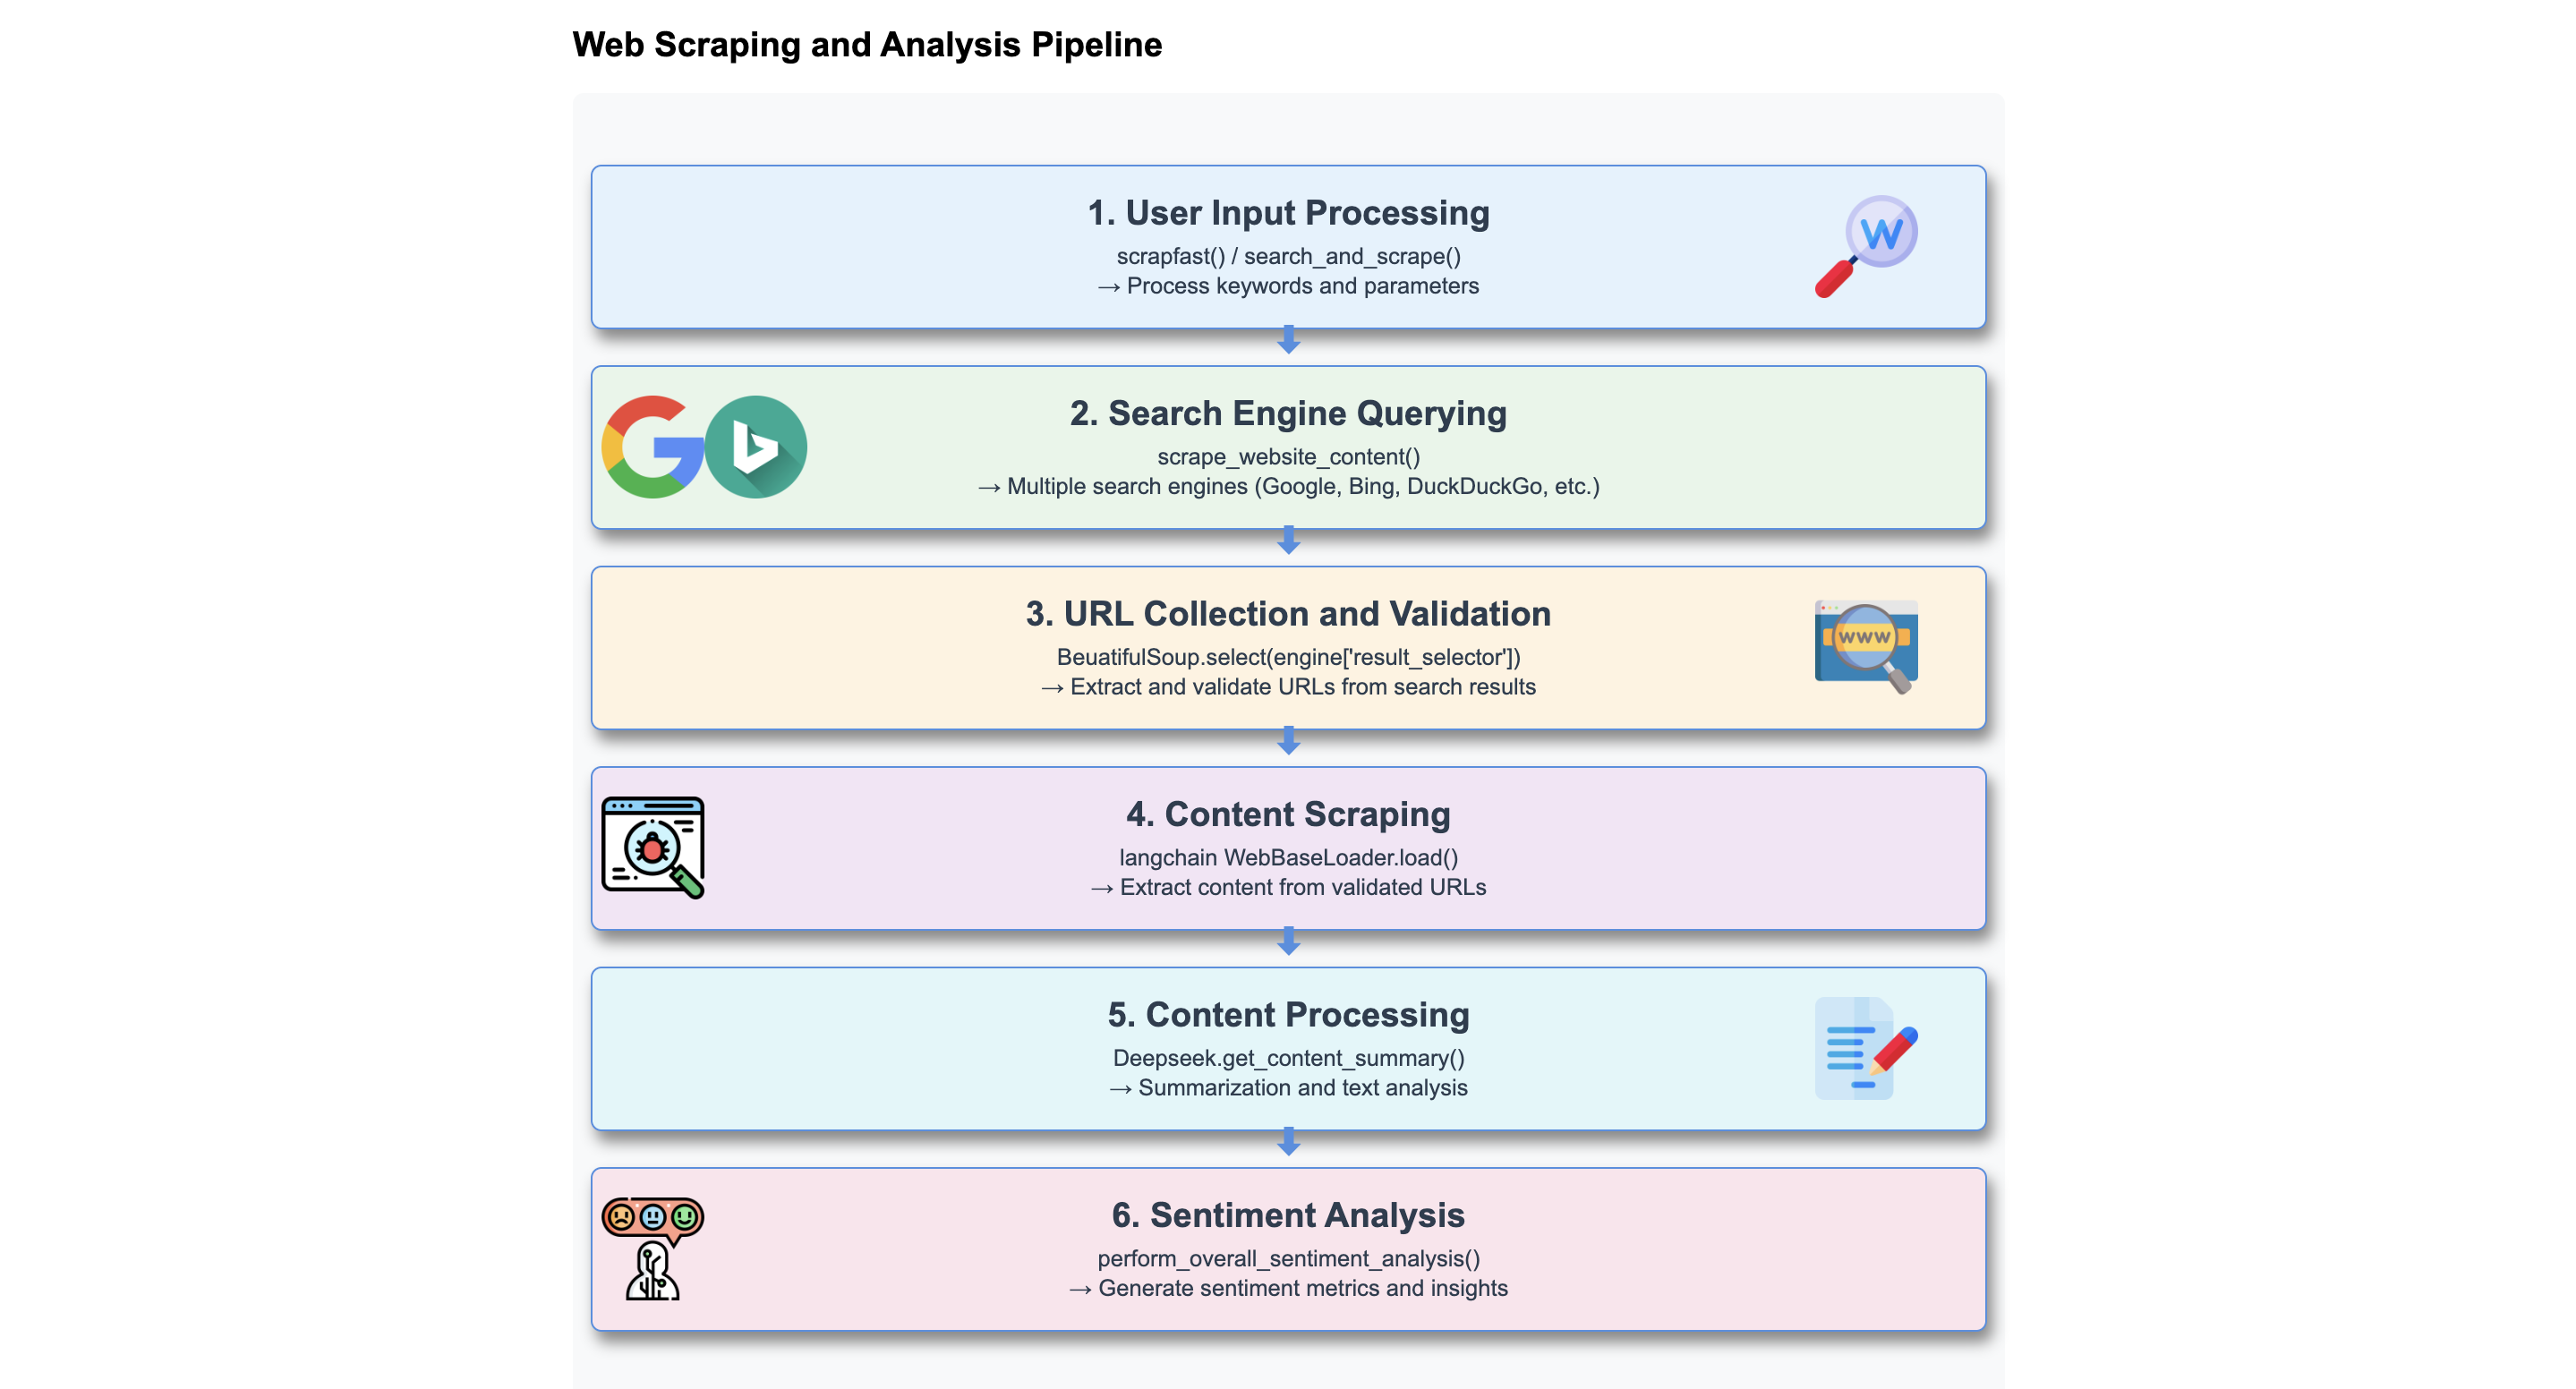 Web Scraping and Analysis Pipeline
1. User Input Processing
scrapfast() / search_and_scrape()
→ Process keywords and parameters
W
2. Search Engine Querying
scrape_website_content()
→ Multiple search engines (Google, Bing, DuckDuckGo, etc.)
3. URL Collection and Validation
BeuatifulSoup.select(engine['result_selector'])
→ Extract and validate URLs from search results
www
4. Content Scraping
langchain WebBaseLoader.load()
→ Extract content from validated URLs
5. Content Processing
Deepseek.get_content_summary()
→ Summarization and text analysis
6. Sentiment Analysis
perform_overall_sentiment_analysis()
→ Generate sentiment metrics and insights